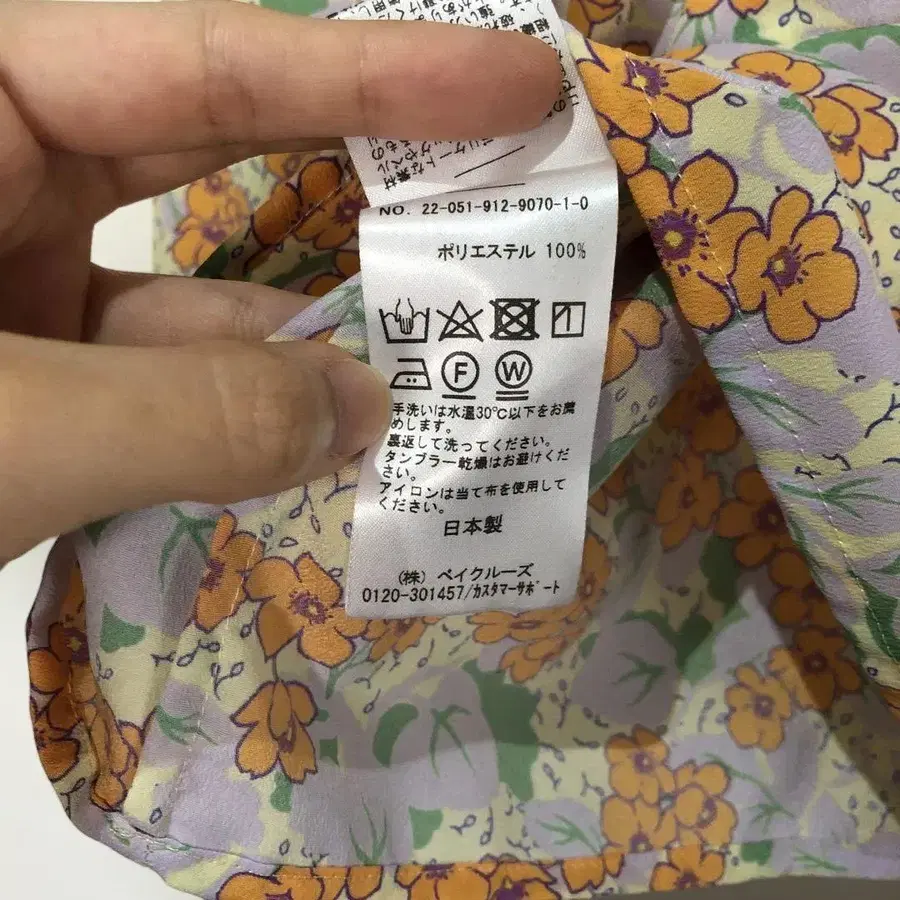 NO. 22-051-912-9070-1-0
ポリエステル 100%
F
W
手洗いは水温30℃以下をお薦
めします。
裏返して洗ってください。
タンブラー乾燥はお避けくだ
さい。
アイロンは当て布を使用して
ください。
日本製
(株) ベイクルーズ
0120-301457/カスタマーサポート